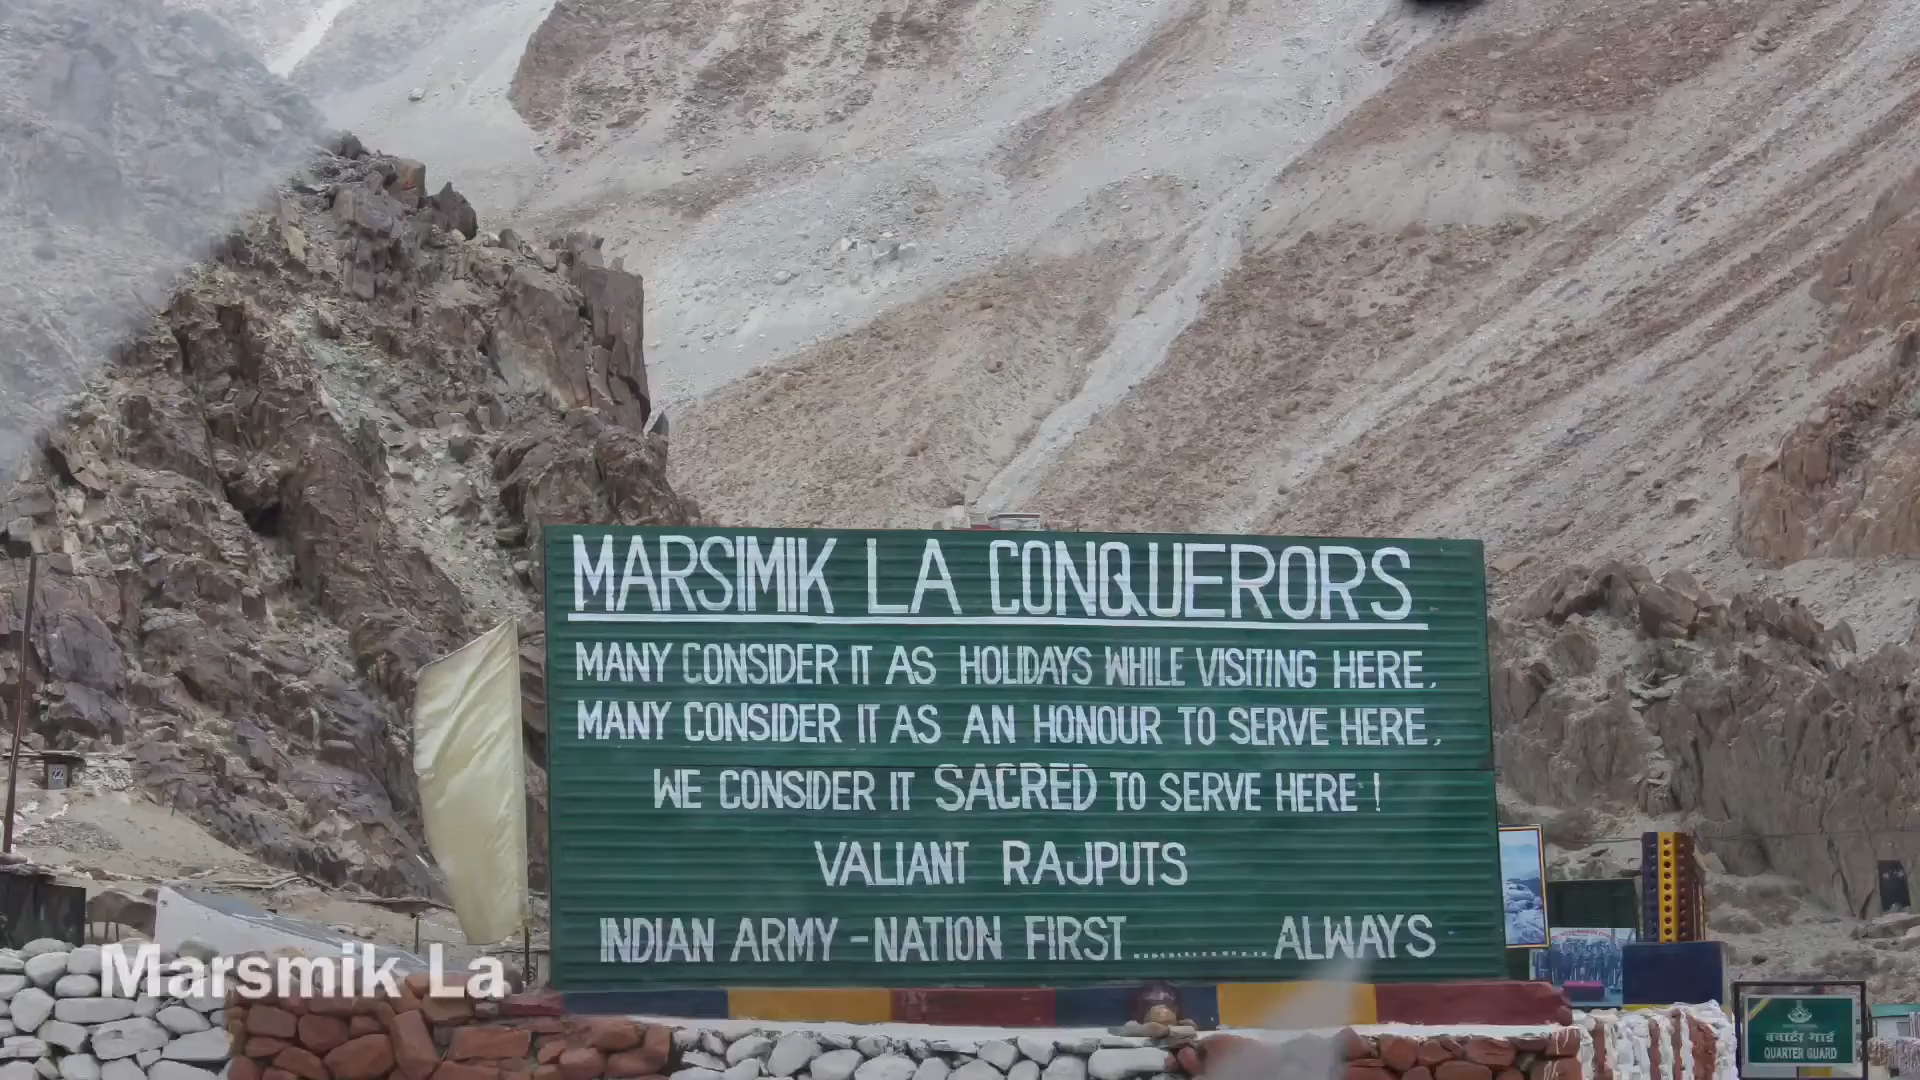 MARSIMIK LA CONQUERORS
MANY CONSIDER IT AS HOLIDAYS WHILE VISITING HERE,
MANY CONSIDER IT AS AN HONOUR TO SERVE HERE,
WE CONSIDER IT SACRED TO SERVE HERE !
VALIANT RAJPUTS
INDIAN ARMY - NATION FIRST..............ALWAYS
Marsmik La
क्वार्टर गार्ड
QUARTER GUARD